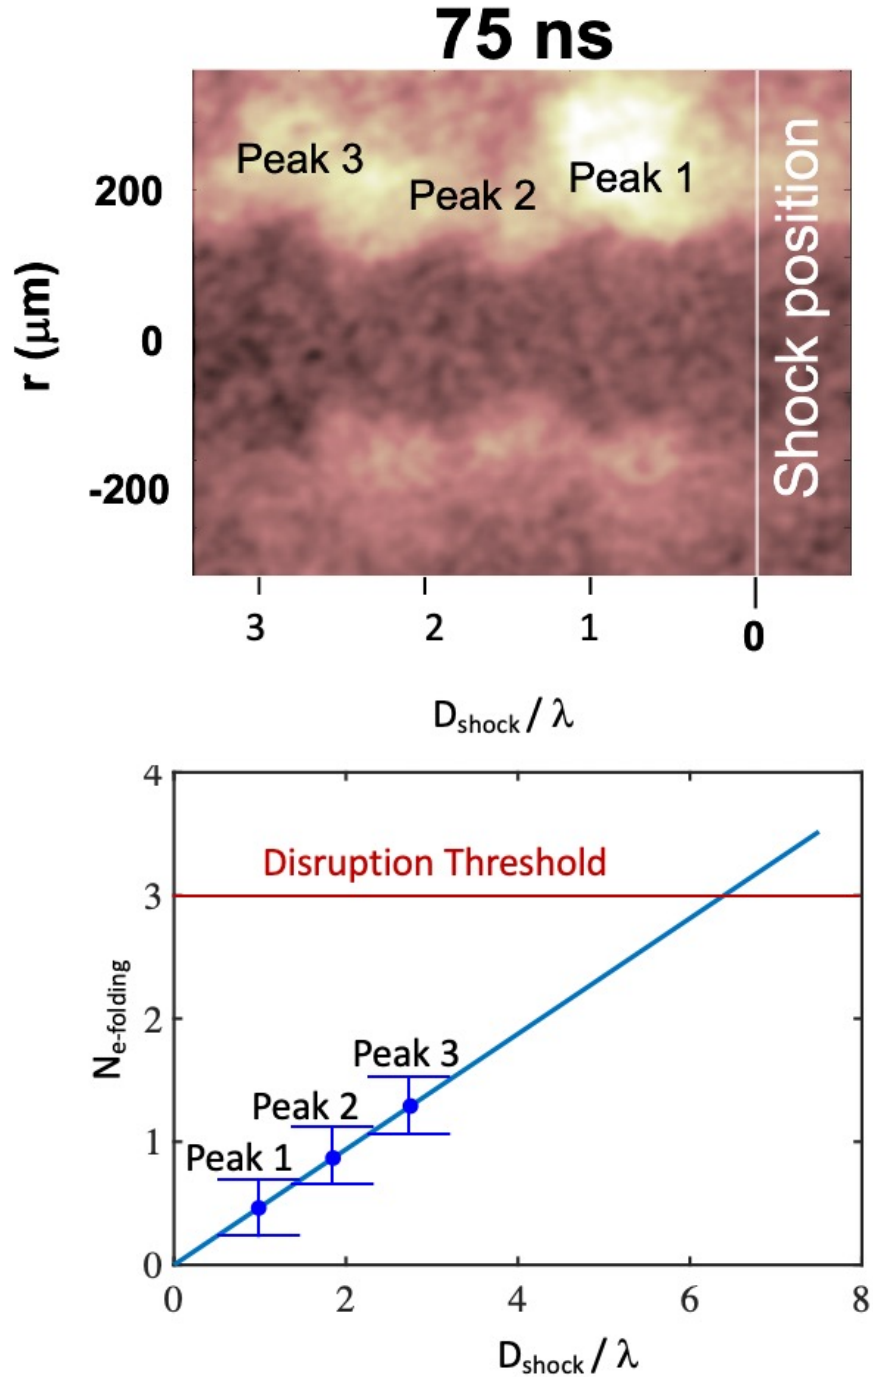 75 ns
Peak 3
Peak 2
Peak 1
Shock position
200
0
-200
r (μm)
3 2 1 0
D_shock / λ
4
Disruption Threshold
3
2
Peak 3
Peak 2
1
Peak 1
0
N_e-folding
0 2 4 6 8
D_shock / λ